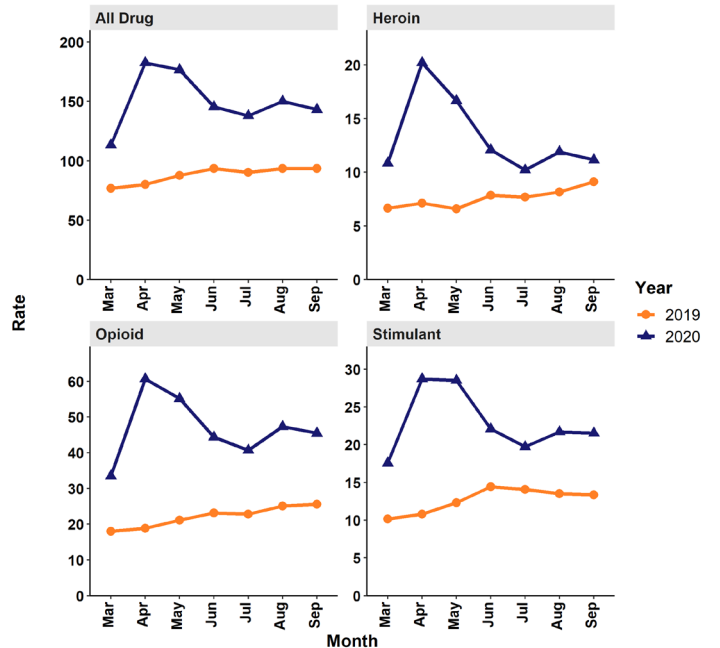 All Drug
Heroin
200
150
100
50
0
20
15
10
5
0
Mar
Apr
May
Jun
Jul
Aug
Sep
Mar
Apr
May
Jun
Jul
Aug
Sep
Rate
Year
2019
2020
Opioid
Stimulant
60
50
40
30
20
10
0
30
25
20
15
10
5
0
Mar
Apr
May
Jun
Jul
Aug
Sep
Mar
Apr
May
Jun
Jul
Aug
Sep
Month